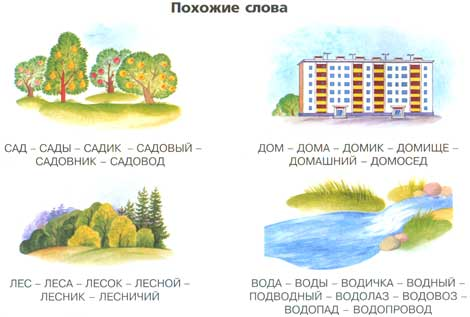 Похожие слова
САД – САДЫ – САДИК – САДОВЫЙ –
САДОВНИК – САДОВОД
ДОМ – ДОМА – ДОМИК – ДОМИЩЕ –
ДОМАШНИЙ – ДОМОСЕД
ЛЕС – ЛЕСА – ЛЕСОК – ЛЕСНОЙ –
ЛЕСНИК – ЛЕСНИЧИЙ
ВОДА – ВОДЫ – ВОДИЧКА – ВОДНЫЙ –
ПОДВОДНЫЙ – ВОДОЛАЗ – ВОДОВОЗ –
ВОДОПАД – ВОДОПРОВОД